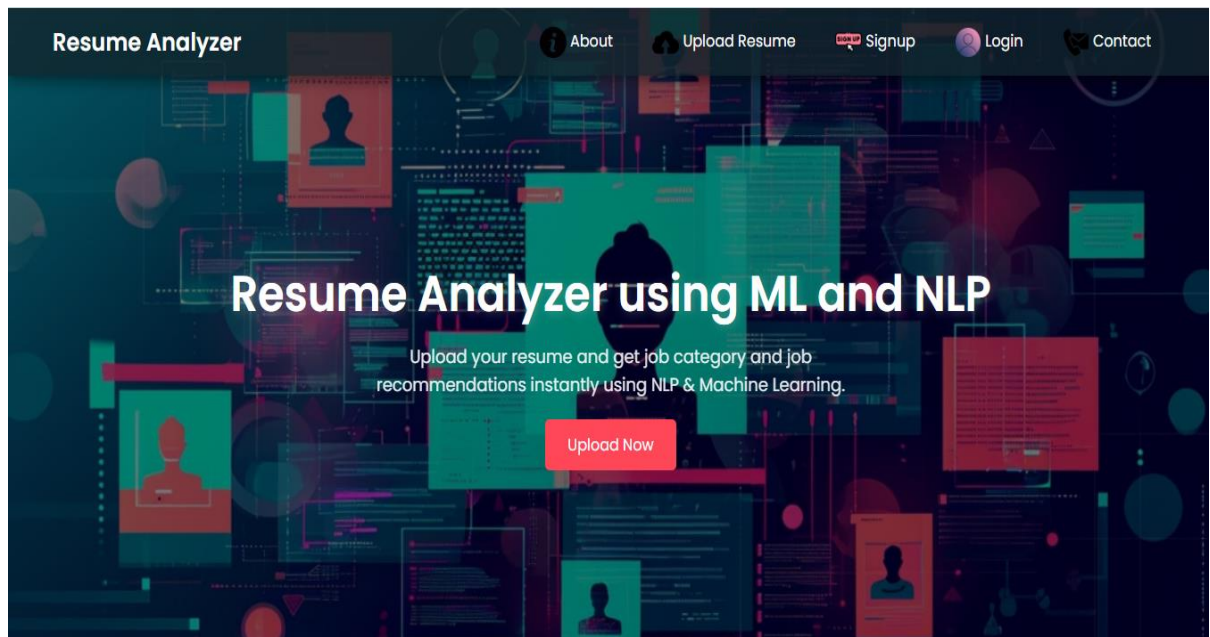 Resume Analyzer
About
Upload Resume
SIGN UP
Signup
Login
Contact
Resume Analyzer using ML and NLP
Upload your resume and get job category and job
recommendations instantly using NLP & Machine Learning.
Upload Now